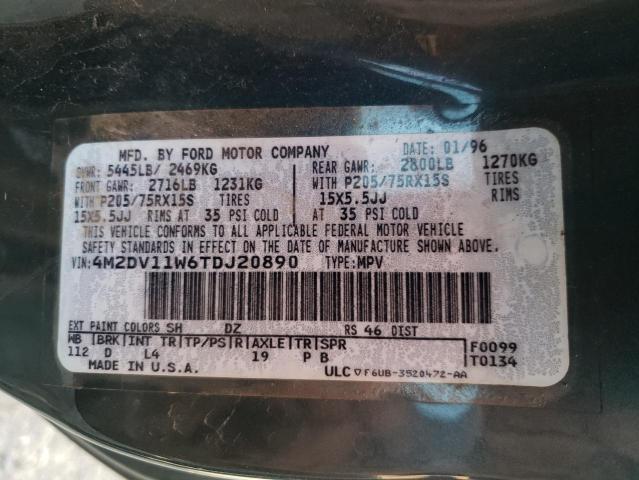 MFD. BY FORD MOTOR COMPANY DATE: 01/96
GVWR: 5445LB/ 2469KG REAR GAWR: 2800LB 1270KG
FRONT GAWR: 2716LB 1231KG WITH P205/75RX15S TIRES
WITH P205/75RX15S TIRES 15X5.5JJ RIMS
15X5.5JJ RIMS AT 35 PSI COLD AT 35 PSI COLD
THIS VEHICLE CONFORMS TO ALL APPLICABLE FEDERAL MOTOR VEHICLE
SAFETY STANDARDS IN EFFECT ON THE DATE OF MANUFACTURE SHOWN ABOVE.
VIN: 4M2DV11W6TDJ20890 TYPE: MPV
EXT PAINT COLORS SH DZ RS 46 DIST
WB BRK INT TR TP/PS R AXLE TR SPR F0099
112 D L4 19 P B T0134
MADE IN U.S.A. ULC ▽ F6UB-3520472-AA